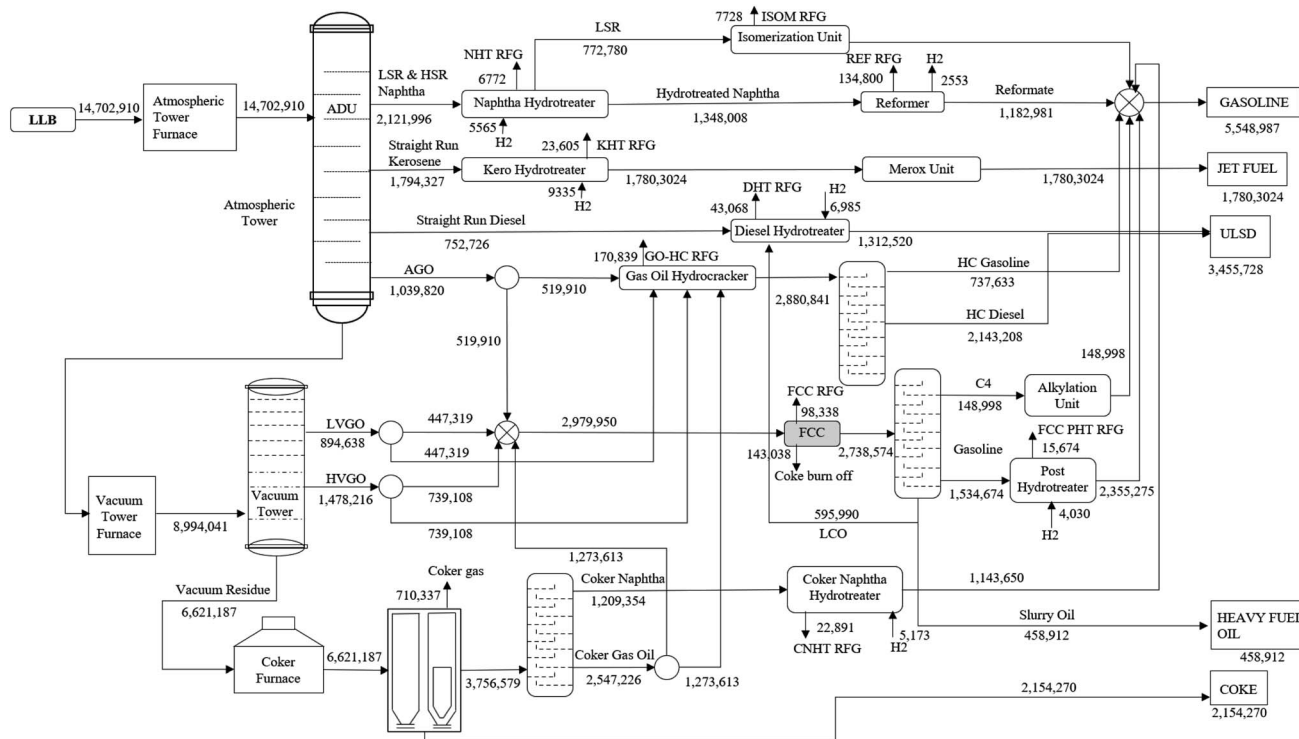 7728
ISOM RFG
LSR
772,780
Isomerization Unit
NHT RFG
6772
REF RFG
134,800
H2
2553
LLB
14,702,910
Atmospheric
Tower
Furnace
14,702,910
ADU
LSR & HSR
Naphtha
2,121,996
Naphtha Hydrotreater
5565
H2
Hydrotreated Naphtha
1,348,008
Reformer
Reformate
1,182,981
GASOLINE
5,548,987
23,605
KHT RFG
Straight Run
Kerosene
1,794,327
Kero Hydrotreater
9335
H2
1,780,3024
Merox Unit
1,780,3024
JET FUEL
1,780,3024
Atmospheric
Tower
DHT RFG
43,068
H2
6,985
Straight Run Diesel
752,726
Diesel Hydrotreater
1,312,520
ULSD
3,455,728
170,839
GO-HC RFG
AGO
1,039,820
519,910
Gas Oil Hydrocracker
2,880,841
HC Gasoline
737,633
HC Diesel
2,143,208
519,910
148,998
LVGO
894,638
447,319
447,319
2,979,950
FCC RFG
98,338
FCC
143,038
Coke burn off
2,738,574
C4
148,998
Alkylation
Unit
FCC PHT RFG
15,674
Gasoline
1,534,674
Post
Hydrotreater
2,355,275
4,030
H2
HVGO
1,478,216
739,108
739,108
Vacuum
Tower
Vacuum
Tower
Furnace
8,994,041
595,990
LCO
1,273,613
Vacuum Residue
6,621,187
Coker gas
710,337
Coker Naphtha
1,209,354
Coker Naphtha
Hydrotreater
1,143,650
22,891
CNHT RFG
5,173
H2
Slurry Oil
458,912
HEAVY FUEL
OIL
458,912
Coker
Furnace
6,621,187
3,756,579
Coker Gas Oil
2,547,226
1,273,613
2,154,270
COKE
2,154,270